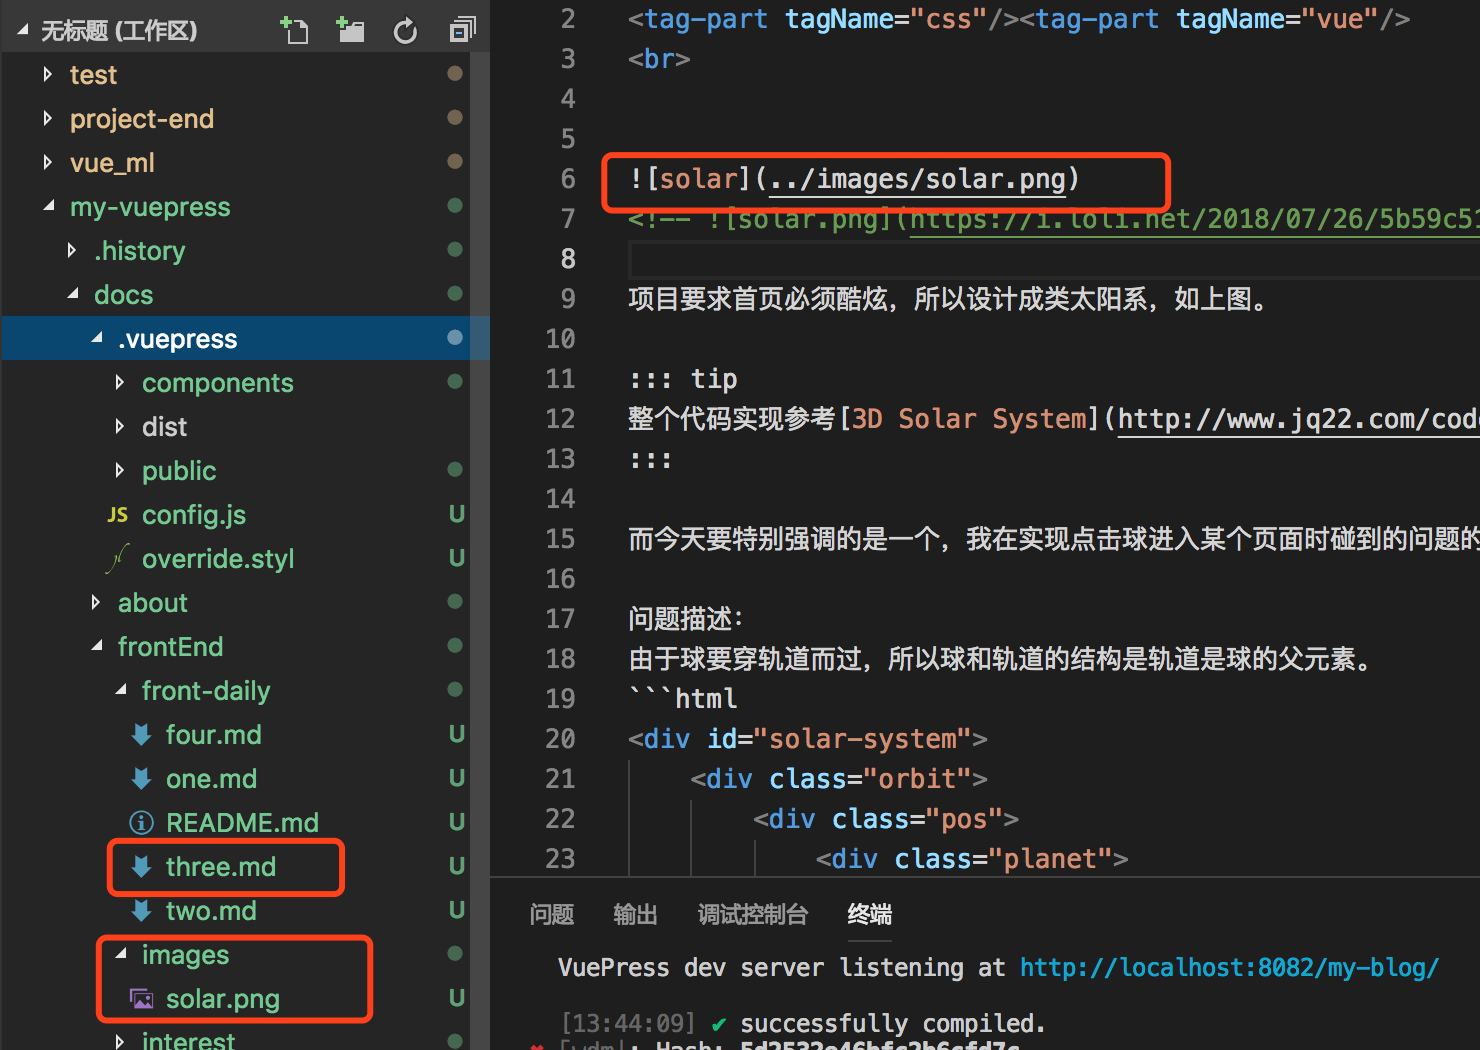 无标题 (工作区)
test
project-end
vue_ml
my-vuepress
.history
docs
.vuepress
components
dist
public
JS config.js U
override.styl U
about
frontEnd
front-daily
four.md U
one.md U
README.md U
three.md U
two.md U
images
solar.png U
interest
2 <tag-part tagName="css"/><tag-part tagName="vue"/>
3 <br>
4
5
6 ![solar](../images/solar.png)
7 <!-- ![solar.png](https://i.loli.net/2018/07/26/5b59c51
8
9 项目要求首页必须酷炫，所以设计成类太阳系，如上图。
10
11 ::: tip
12 整个代码实现参考[3D Solar System](http://www.jq22.com/cod
13 :::
14
15 而今天要特别强调的是一个，我在实现点击球进入某个页面时碰到的问题的
16
17 问题描述：
18 由于球要穿轨道而过，所以球和轨道的结构是轨道是球的父元素。
19 ```html
20 <div id="solar-system">
21 <div class="orbit">
22 <div class="pos">
23 <div class="planet">
问题 输出 调试控制台 终端
VuePress dev server listening at http://localhost:8082/my-blog/
[13:44:09] ✔ successfully compiled.
[wdm]: Hash: